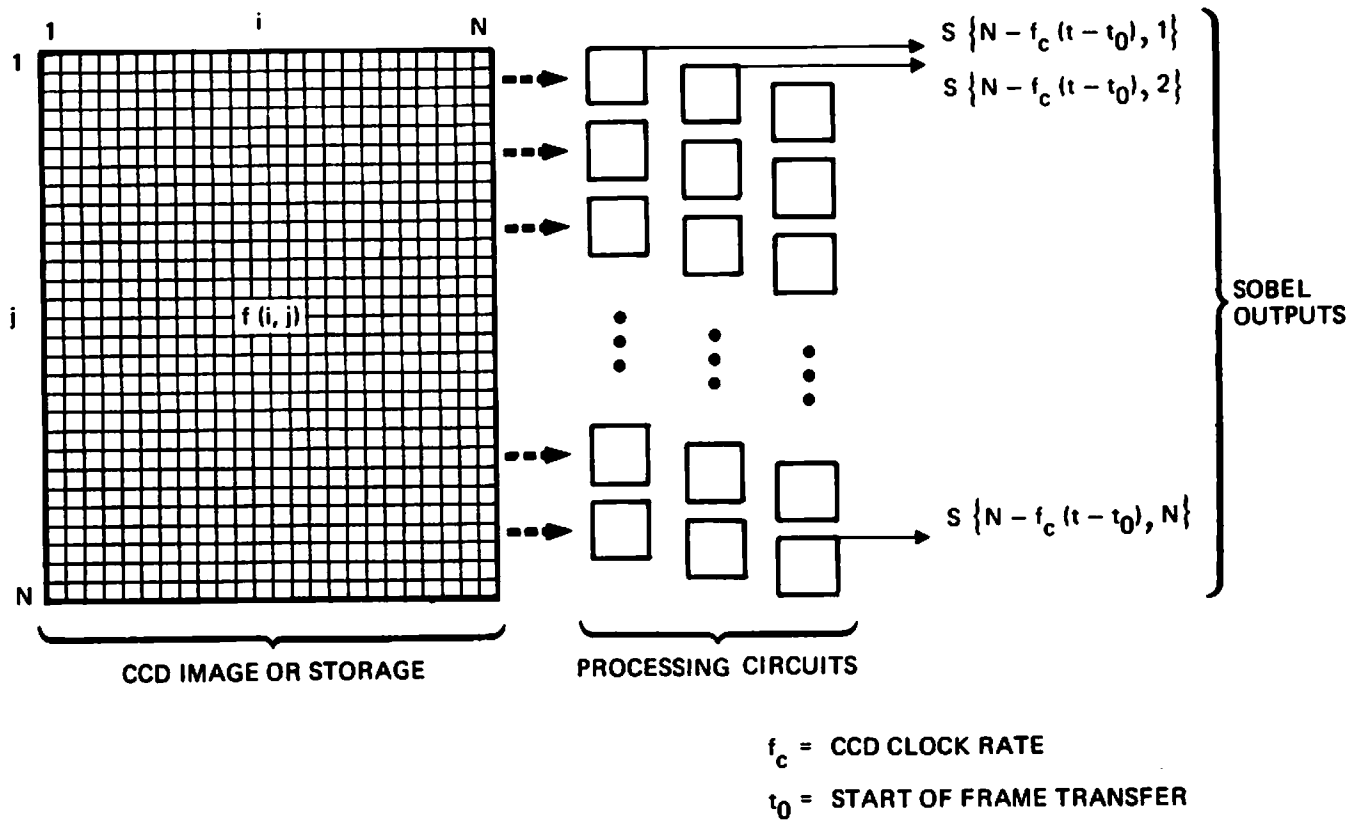 1 i N
1
j
N
f (i, j)
S {N – f_c (t – t_0), 1}
S {N – f_c (t – t_0), 2}
S {N – f_c (t – t_0), N}
SOBEL
OUTPUTS
CCD IMAGE OR STORAGE
PROCESSING CIRCUITS
f_c = CCD CLOCK RATE
t_0 = START OF FRAME TRANSFER